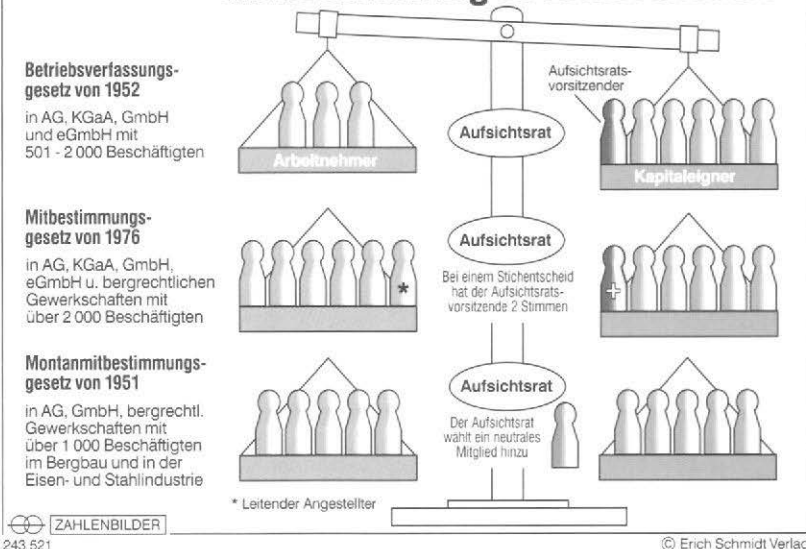 Betriebsverfassungs-
gesetz von 1952
in AG, KGaA, GmbH
und eGmbH mit
501 - 2 000 Beschäftigten
Arbeitnehmer
Aufsichtsrat
Aufsichtsrats-
vorsitzender
Kapitaleigner
Mitbestimmungs-
gesetz von 1976
in AG, KGaA, GmbH,
eGmbH u. bergrechtlichen
Gewerkschaften mit
über 2 000 Beschäftigten
*
Aufsichtsrat
Bei einem Stichentscheid
hat der Aufsichtsrats-
vorsitzende 2 Stimmen
+
Montanmitbestimmungs-
gesetz von 1951
in AG, GmbH, bergrechtl.
Gewerkschaften mit
über 1 000 Beschäftigten
im Bergbau und in der
Eisen- und Stahlindustrie
Aufsichtsrat
Der Aufsichtsrat
wählt ein neutrales
Mitglied hinzu
* Leitender Angestellter
ZAHLENBILDER
243 521
© Erich Schmidt Verlag